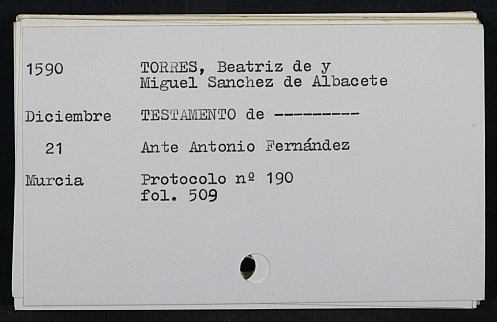 1590 TORRES, Beatriz de y
Miguel Sanchez de Albacete
Diciembre TESTAMENTO de ---------
21 Ante Antonio Fernández
Murcia Protocolo nº 190
fol. 509